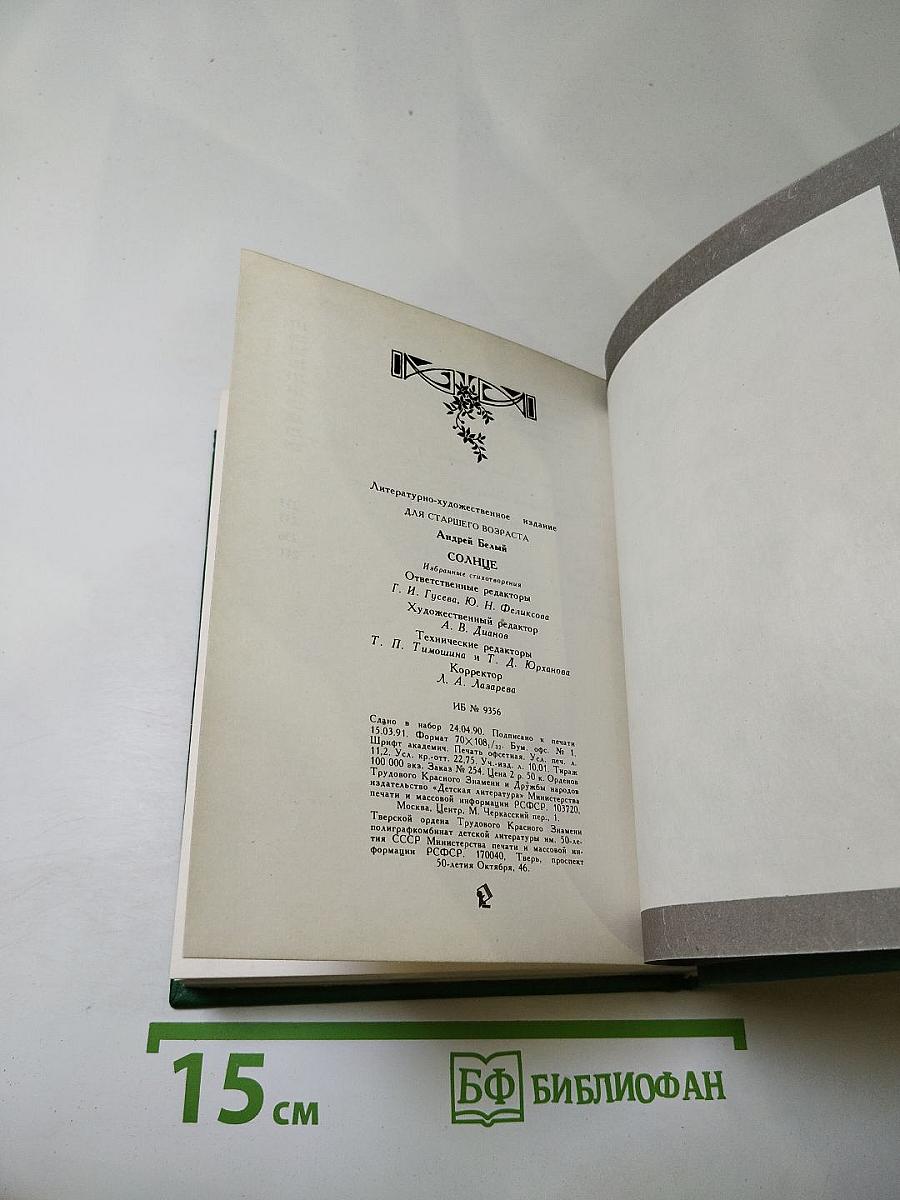 Литературно-художественное издание
ДЛЯ СТАРШЕГО ВОЗРАСТА
Андрей Белый
СОЛНЦЕ
Избранные стихотворения
Ответственные редакторы
Г. И. Гусева, Ю. Н. Феликсова
Художественный редактор
А. В. Дианов
Технические редакторы
Т. П. Тимошина и Т. Д. Юрханова
Корректор
Л. А. Лазарева
ИБ № 9356
Сдано в набор 24.04.90. Подписано к печати
15.03.91. Формат 70×108₁/₃₂. Бум. офс. № 1.
Шрифт академич. Печать офсетная. Усл. печ. л.
11,2. Усл. кр.-отт. 22,75. Уч.-изд. л. 10,01. Тираж
100 000 экз. Заказ № 254. Цена 2 р. 50 к. Орденов
Трудового Красного Знамени и Дружбы народов
издательство «Детская литература» Министерства
печати и массовой информации РСФСР. 103720,
Москва, Центр, М. Черкасский пер., 1.
Тверской ордена Трудового Красного Знамени
полиграфкомбинат детской литературы им. 50-ле-
тия СССР Министерства печати и массовой ин-
формации РСФСР. 170040, Тверь, проспект
50-летия Октября, 46.
15 см
БФ БИБЛИОФАН